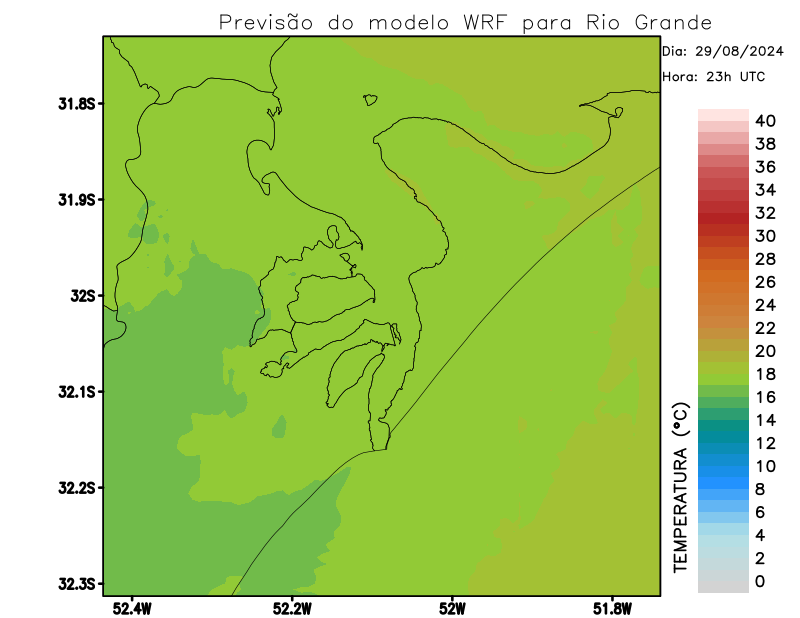 Previsão do modelo WRF para Rio Grande
Dia: 29/08/2024
Hora: 23h UTC
31.8S
31.9S
32S
32.1S
32.2S
32.3S
52.4W
52.2W
52W
51.8W
TEMPERATURA (°C)
40
38
36
34
32
30
28
26
24
22
20
18
16
14
12
10
8
6
4
2
0